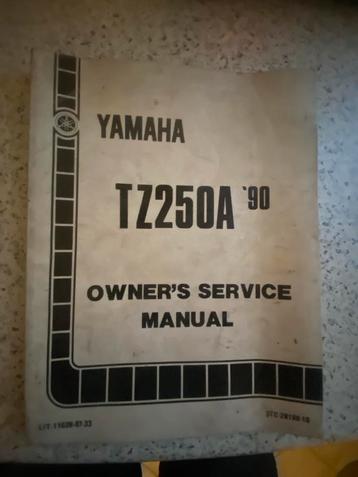 YAMAHA
TZ250A '90
OWNER'S SERVICE
MANUAL